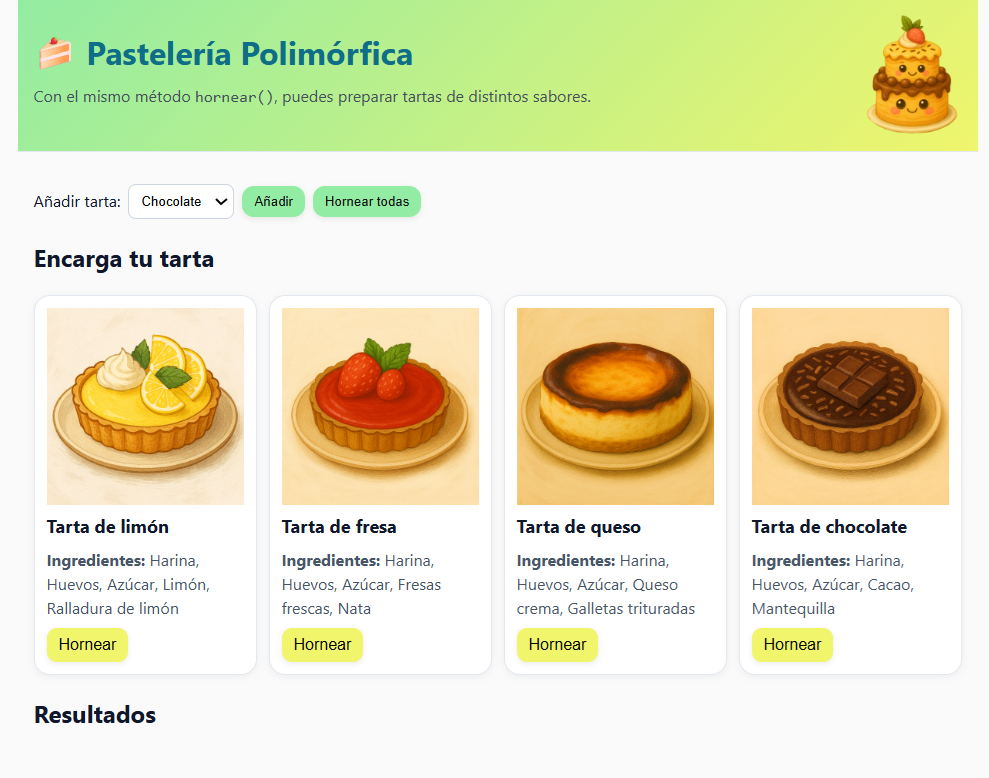 Pastelería Polimórfica
Con el mismo método hornear(), puedes preparar tartas de distintos sabores.
Añadir tarta: Chocolate Añadir Hornear todas
Encarga tu tarta
Tarta de limón
Ingredientes: Harina,
Huevos, Azúcar, Limón,
Ralladura de limón
Hornear
Tarta de fresa
Ingredientes: Harina,
Huevos, Azúcar, Fresas
frescas, Nata
Hornear
Tarta de queso
Ingredientes: Harina,
Huevos, Azúcar, Queso
crema, Galletas trituradas
Hornear
Tarta de chocolate
Ingredientes: Harina,
Huevos, Azúcar, Cacao,
Mantequilla
Hornear
Resultados